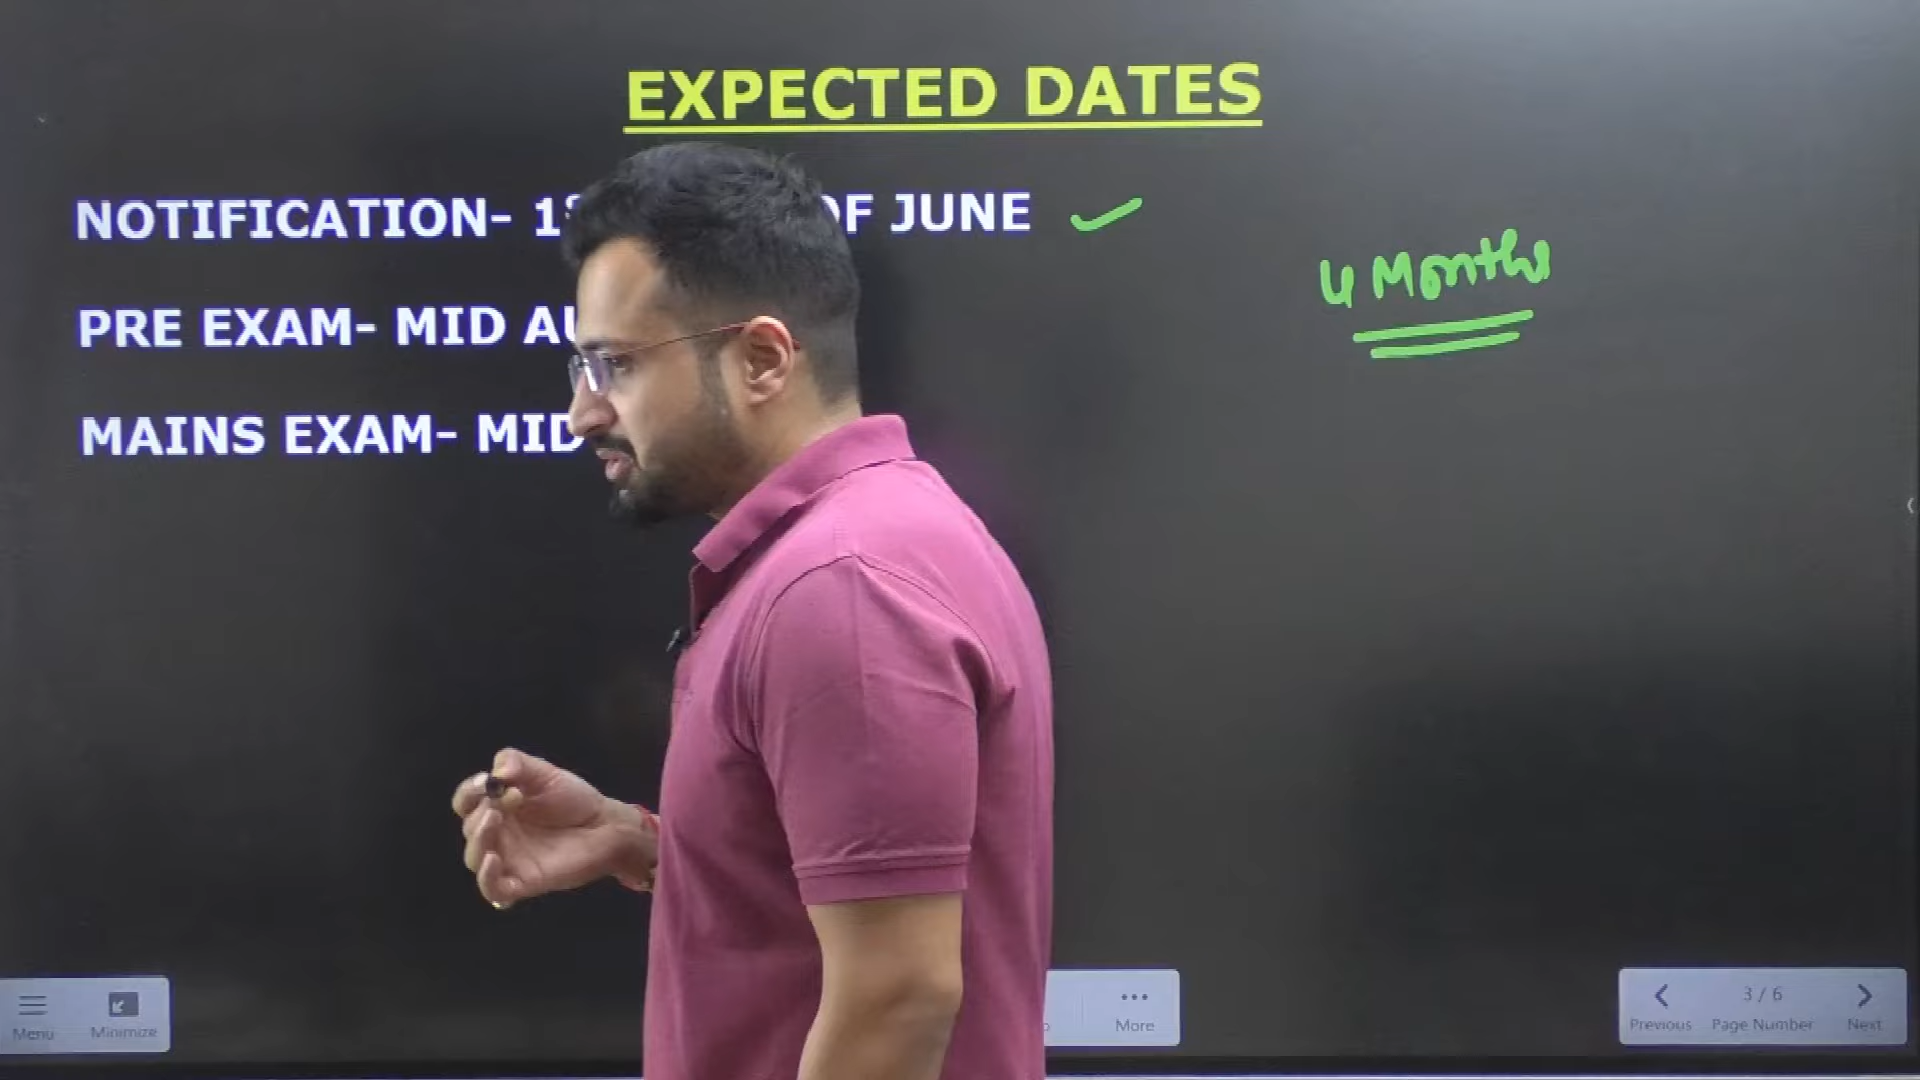 EXPECTED DATES
NOTIFICATION- 1 OF JUNE
4 Months
PRE EXAM- MID
MAINS EXAM- MID
Menu
Minimize
More
3 / 6
Previous
Page Number
Next